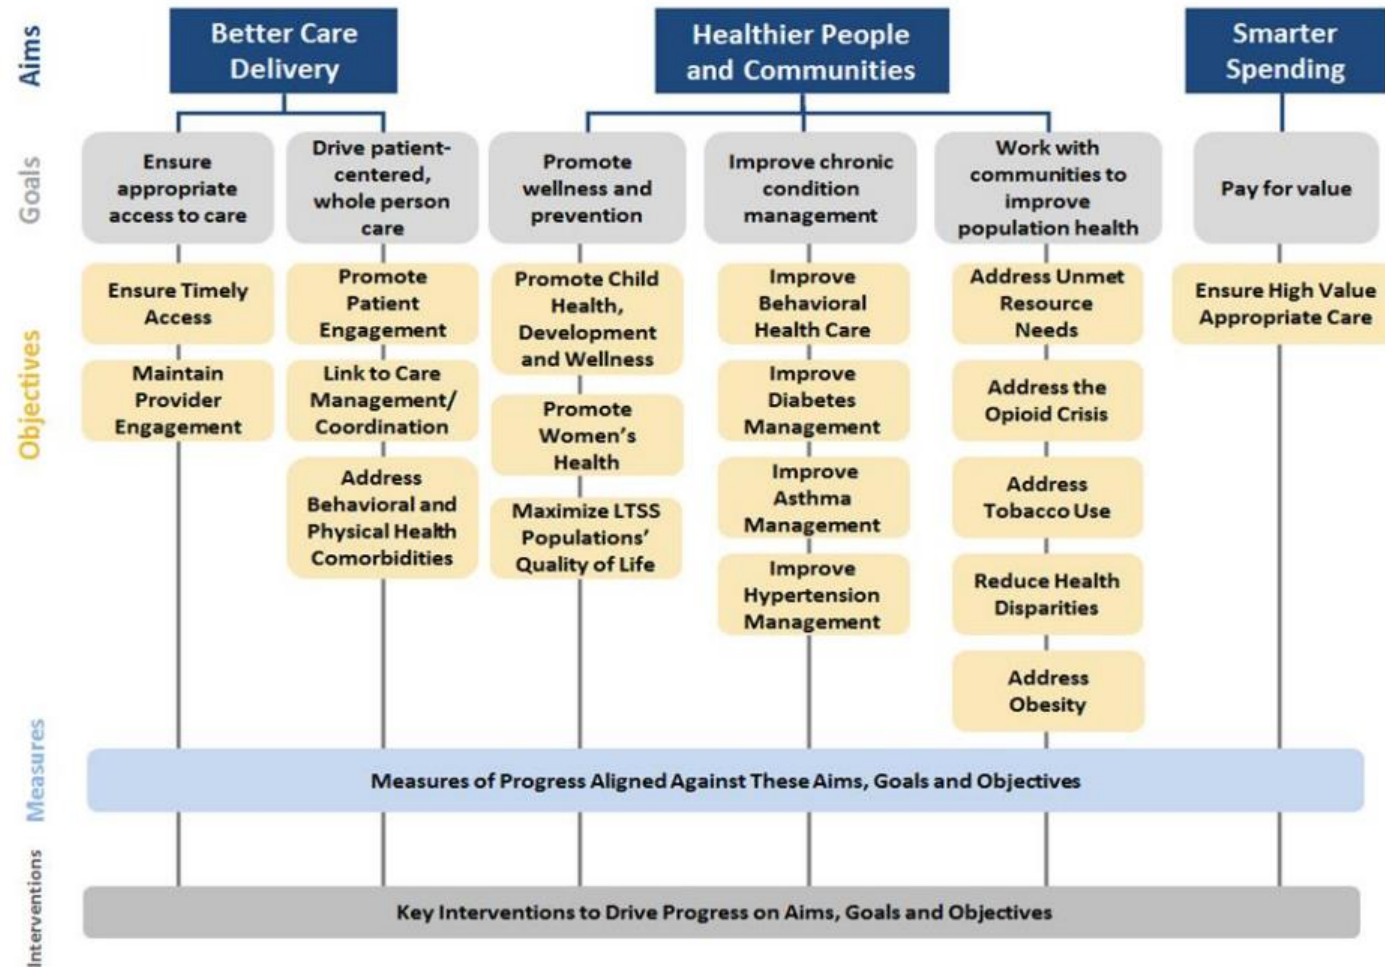 Aims
Better Care
Delivery
Healthier People
and Communities
Smarter
Spending
Goals
Ensure
appropriate
access to care
Drive patient-
centered,
whole person
care
Promote
wellness and
prevention
Improve chronic
condition
management
Work with
communities to
improve
population health
Pay for value
Objectives
Ensure Timely
Access
Maintain
Provider
Engagement
Promote
Patient
Engagement
Link to Care
Management/
Coordination
Address
Behavioral and
Physical Health
Comorbidities
Promote Child
Health,
Development
and Wellness
Promote
Women's
Health
Maximize LTSS
Populations'
Quality of Life
Improve
Behavioral
Health Care
Improve
Diabetes
Management
Improve
Asthma
Management
Improve
Hypertension
Management
Address Unmet
Resource
Needs
Address the
Opioid Crisis
Address
Tobacco Use
Reduce Health
Disparities
Address
Obesity
Ensure High Value
Appropriate Care
Measures
Measures of Progress Aligned Against These Aims, Goals and Objectives
Interventions
Key Interventions to Drive Progress on Aims, Goals and Objectives